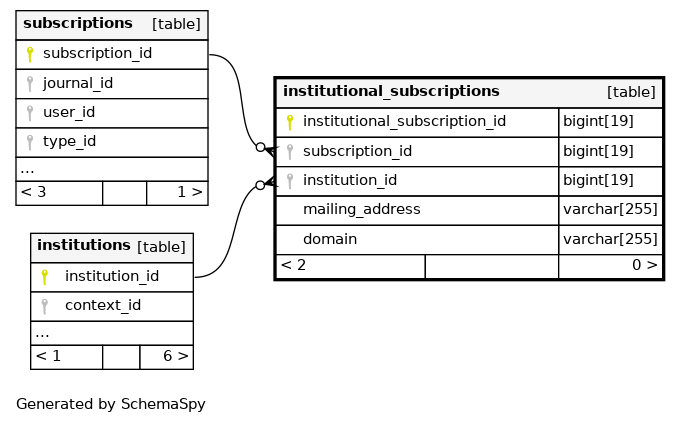 subscriptions [table]
subscription_id
journal_id
user_id
type_id
...
< 3 1 >
institutional_subscriptions [table]
institutional_subscription_id bigint[19]
subscription_id bigint[19]
institution_id bigint[19]
mailing_address varchar[255]
domain varchar[255]
< 2 0 >
institutions [table]
institution_id
context_id
...
< 1 6 >
Generated by SchemaSpy